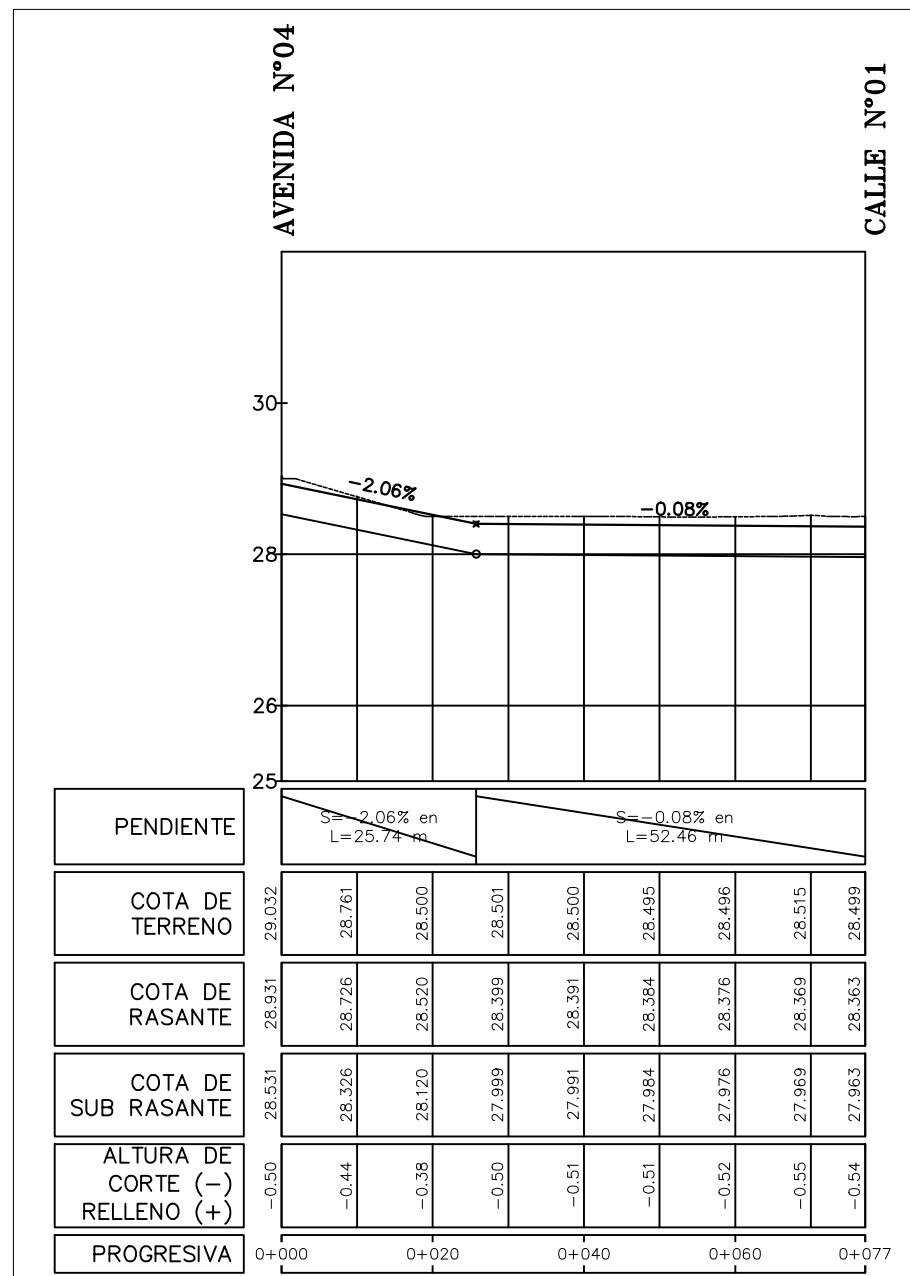 AVENIDA N°04
CALLE N°01
30
28
26
25
-2.06%
-0.08%
PENDIENTE
S=-2.06% en
L=25.74 m
S=-0.08% en
L=52.46 m
COTA DE
TERRENO
29.032
28.761
28.500
28.501
28.500
28.495
28.496
28.515
28.499
COTA DE
RASANTE
28.931
28.726
28.520
28.399
28.391
28.384
28.376
28.369
28.363
COTA DE
SUB RASANTE
28.531
28.326
28.120
27.999
27.991
27.984
27.976
27.969
27.963
ALTURA DE
CORTE (-)
RELLENO (+)
-0.50
-0.44
-0.38
-0.50
-0.51
-0.51
-0.52
-0.55
-0.54
PROGRESIVA
0+000
0+020
0+040
0+060
0+077